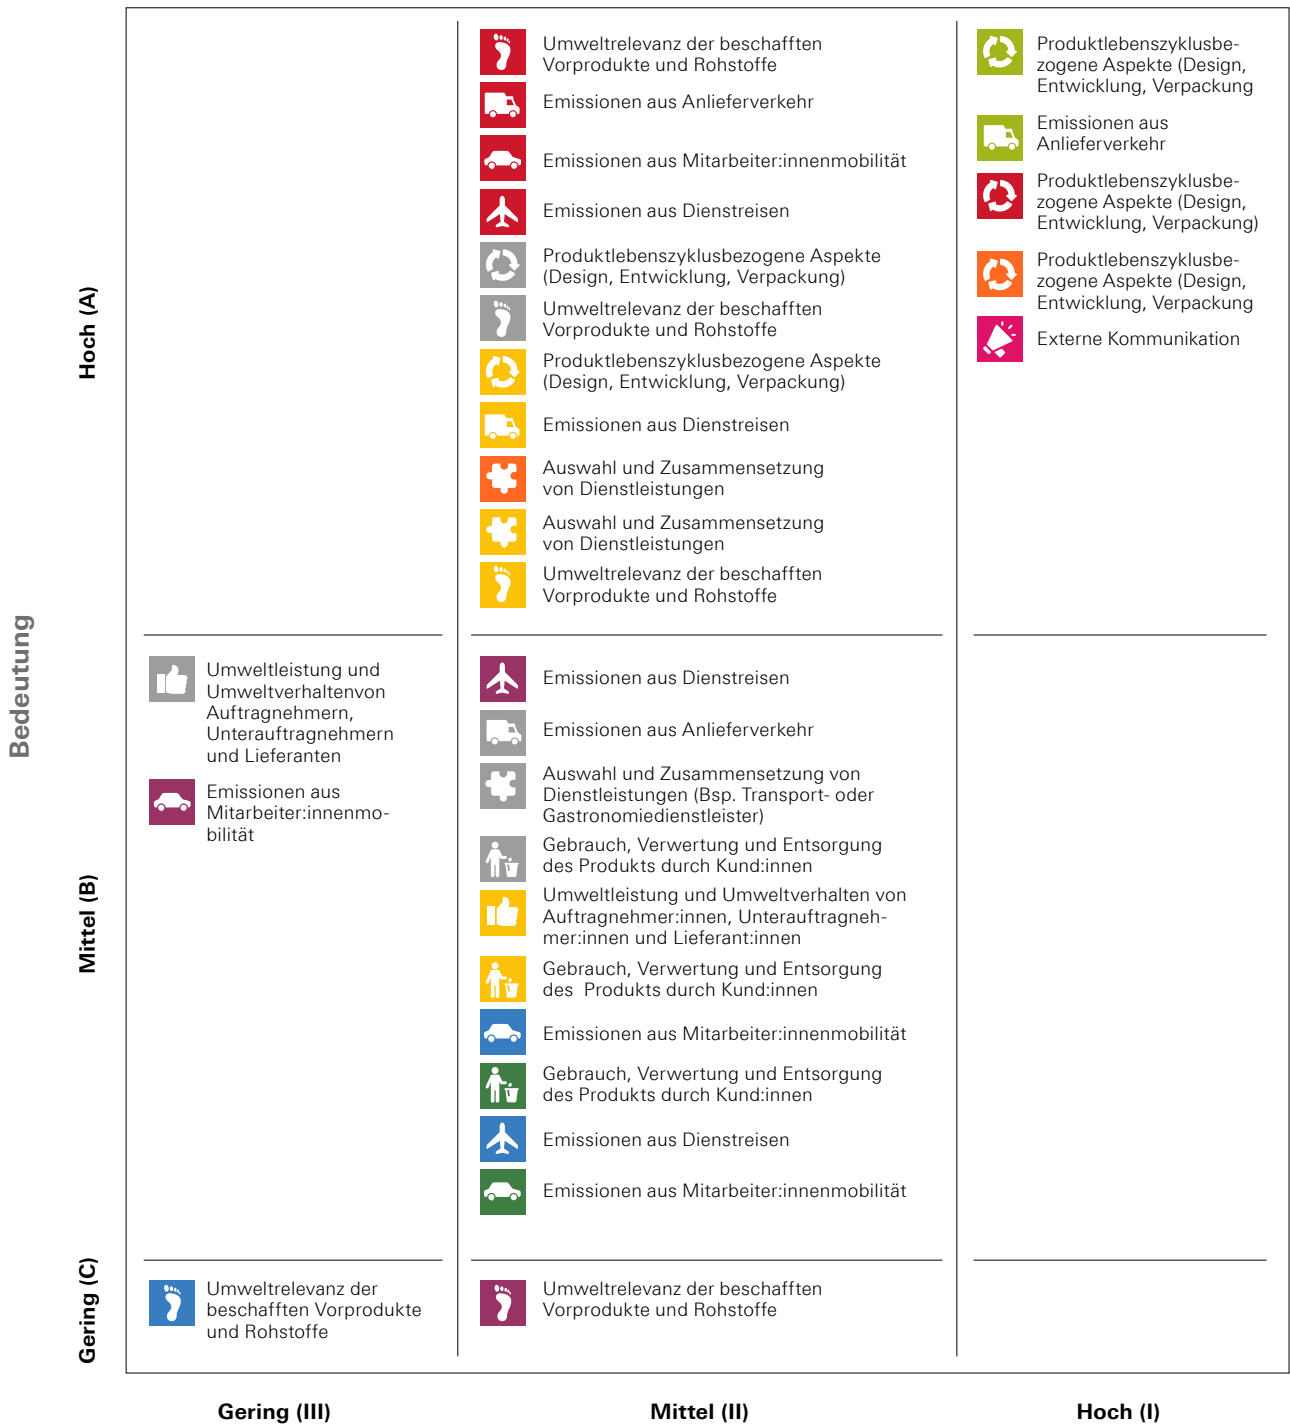 Bedeutung
Hoch (A)
Umweltrelevanz der beschafften
Vorprodukte und Rohstoffe
Emissionen aus Anlieferverkehr
Emissionen aus Mitarbeiter:innenmobilität
Emissionen aus Dienstreisen
Produktlebenszyklusbezogene Aspekte
(Design, Entwicklung, Verpackung)
Umweltrelevanz der beschafften
Vorprodukte und Rohstoffe
Produktlebenszyklusbezogene Aspekte
(Design, Entwicklung, Verpackung)
Emissionen aus Dienstreisen
Auswahl und Zusammensetzung
von Dienstleistungen
Auswahl und Zusammensetzung
von Dienstleistungen
Umweltrelevanz der beschafften
Vorprodukte und Rohstoffe
Produktlebenszyklusbe-
zogene Aspekte (Design,
Entwicklung, Verpackung
Emissionen aus
Anlieferverkehr
Produktlebenszyklusbe-
zogene Aspekte (Design,
Entwicklung, Verpackung)
Produktlebenszyklusbe-
zogene Aspekte (Design,
Entwicklung, Verpackung
Externe Kommunikation
Mittel (B)
Umweltleistung und
Umweltverhaltenvon
Auftragnehmern,
Unterauftragnehmern
und Lieferanten
Emissionen aus
Mitarbeiter:innenmo-
bilität
Emissionen aus Dienstreisen
Emissionen aus Anlieferverkehr
Auswahl und Zusammensetzung von
Dienstleistungen (Bsp. Transport- oder
Gastronomiedienstleister)
Gebrauch, Verwertung und Entsorgung
des Produkts durch Kund:innen
Umweltleistung und Umweltverhalten von
Auftragnehmer:innen, Unterauftragneh-
mer:innen und Lieferant:innen
Gebrauch, Verwertung und Entsorgung
des Produkts durch Kund:innen
Emissionen aus Mitarbeiter:innenmobilität
Gebrauch, Verwertung und Entsorgung
des Produkts durch Kund:innen
Emissionen aus Dienstreisen
Emissionen aus Mitarbeiter:innenmobilität
Gering (C)
Umweltrelevanz der
beschafften Vorprodukte
und Rohstoffe
Umweltrelevanz der beschafften
Vorprodukte und Rohstoffe
Gering (III)
Mittel (II)
Hoch (I)